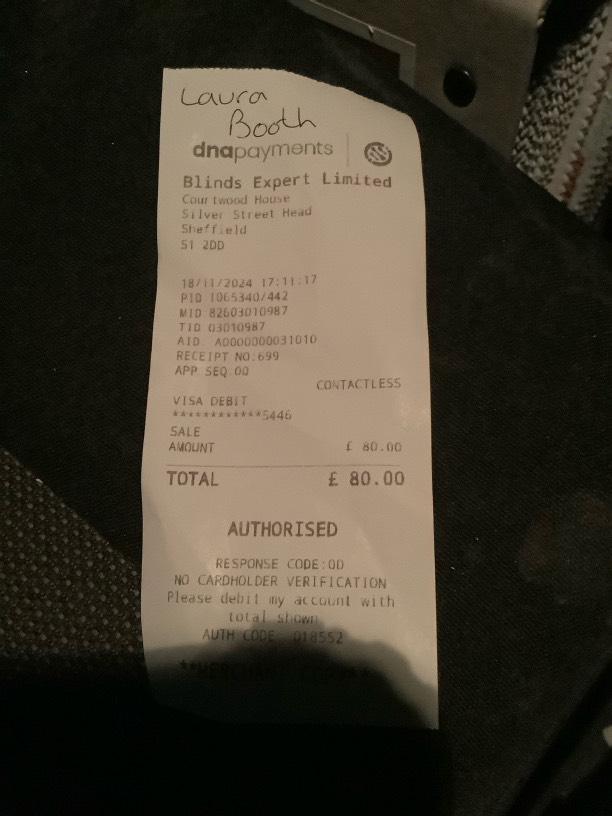 Laura
Booth
dnapayments
Blinds Expert Limited
Courtwood House
Silver Street Head
Sheffield
S1 2DD
18/11/2024 17:11:17
PID 1065340/442
MID 82603010987
TID 03010987
AID. A0000000031010
RECEIPT NO:699
APP SEQ 00
CONTACTLESS
VISA DEBIT
************5446
SALE
AMOUNT £ 80.00
TOTAL £ 80.00
AUTHORISED
RESPONSE CODE:00
NO CARDHOLDER VERIFICATION
Please debit my account with
total shown
AUTH CODE 018552
**MERCHANT COPY**